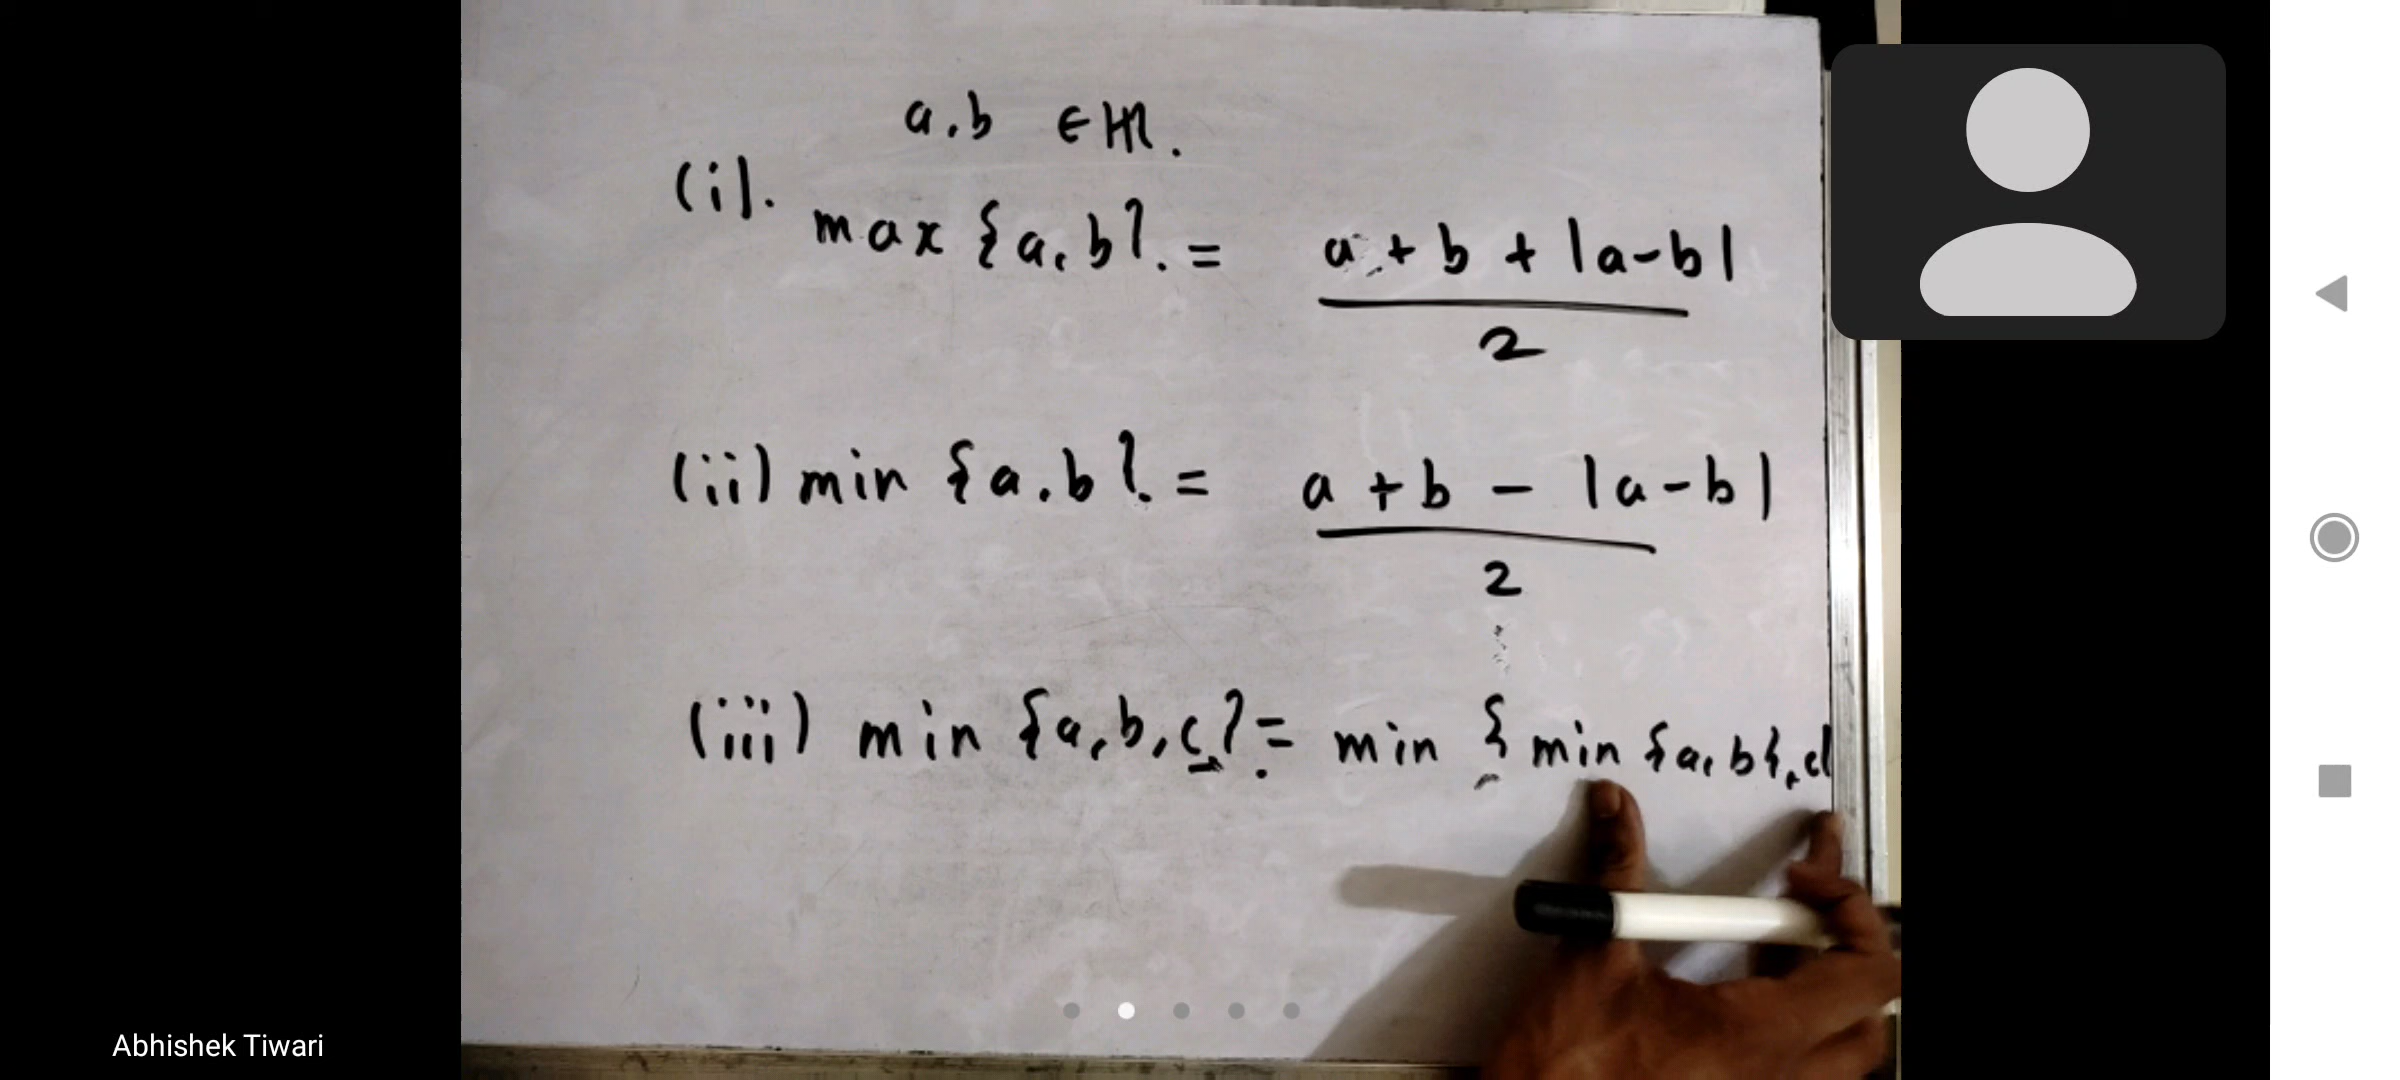 a, b ∈ ℝ.
(i). max {a, b}. = a + b + |a-b| / 2
(ii) min {a, b}. = a + b - |a-b| / 2
(iii) min {a, b, c}. = min { min {a, b}, c}
Abhishek Tiwari